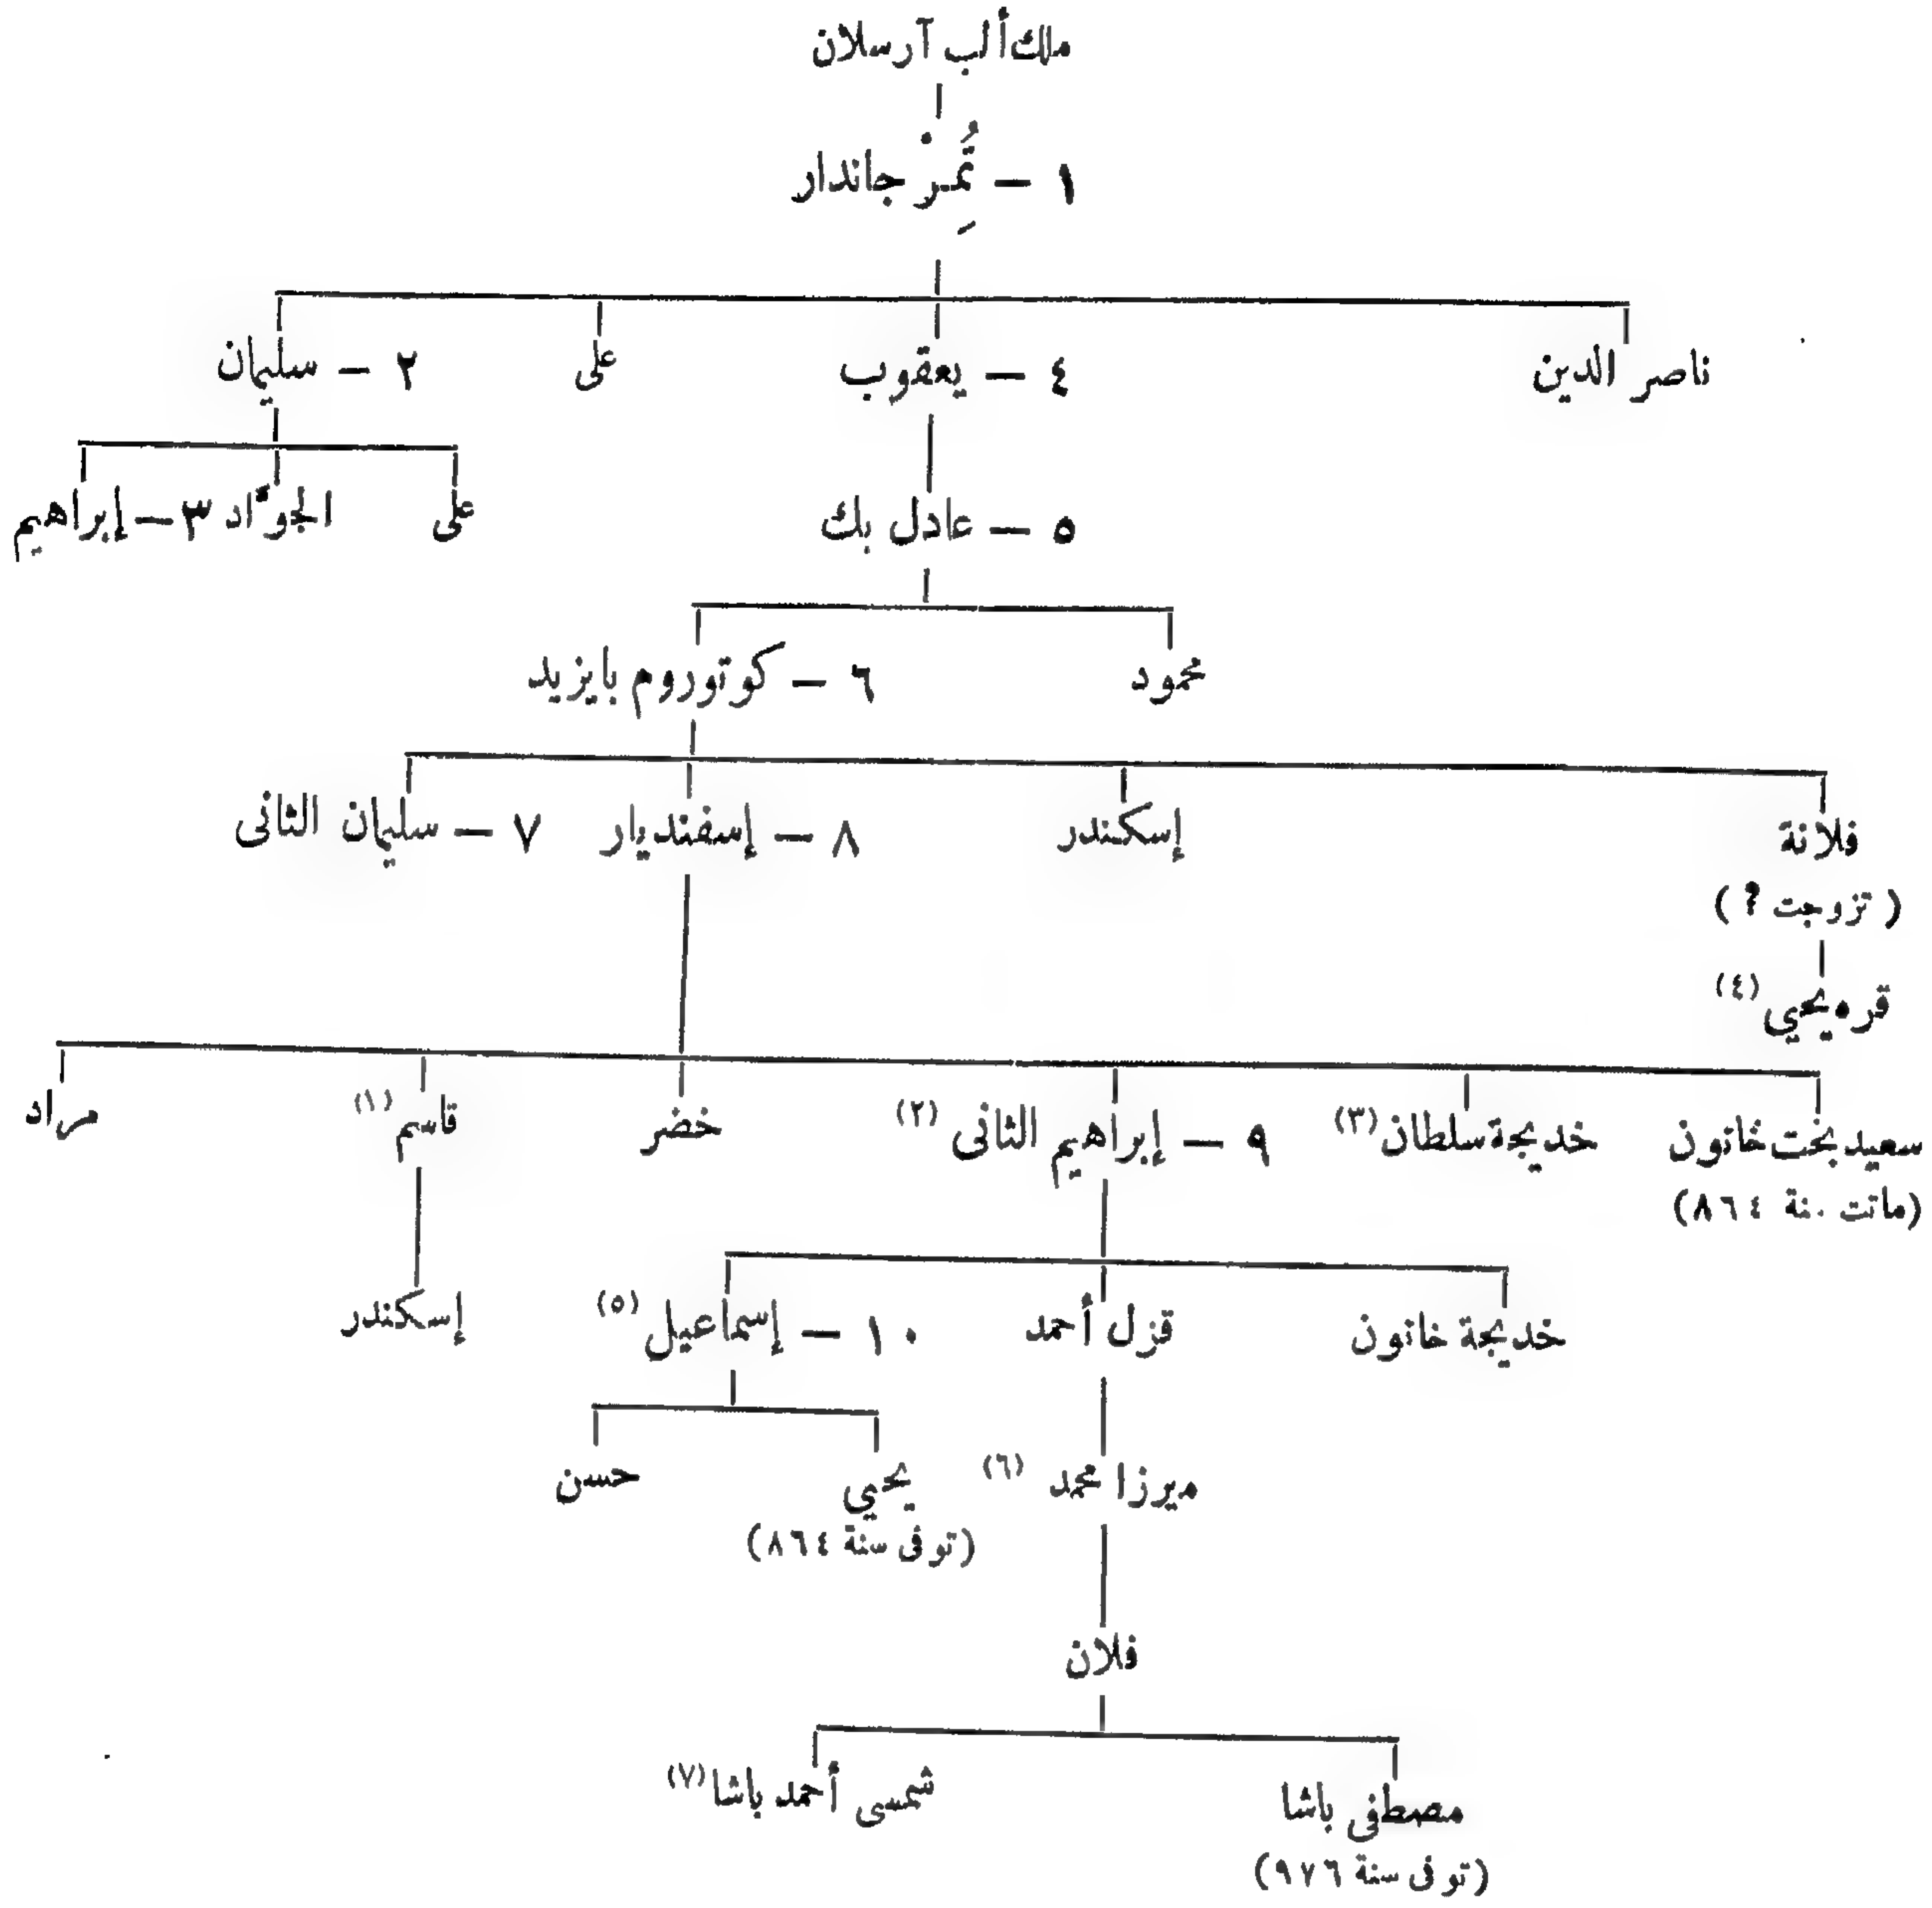 ملك ألب آرسلان
١ – تُمِرْ جاندار
ناصر الدين
٤ – يعقوب
على
٢ – سليمان
٥ – عادل بك
على
الجوّاد
٣ – إبراهيم
محمود
٦ – كوتوروم بايزيد
فلانة
إسكندر
٨ – إسفنديار
٧ – سليمان الثانى
(تزوجت ؟)
قره يحيي (٤)
سعيد بخت خاتون
خديجة سلطان (٣)
٩ – إبراهيم الثانى (٢)
خضر
قاسم (١)
مراد
(ماتت سنة ٨٦٤)
خديجة خاتون
قزل أحمد
١٠ – إسماعيل (٥)
إسكندر
ميرزا محمد (٦)
يحيي
حسن
(توفى سنة ٨٦٤)
فلان
مصطفى باشا
شمسى أحمد باشا (٧)
(توفى سنة ٩٧٦)